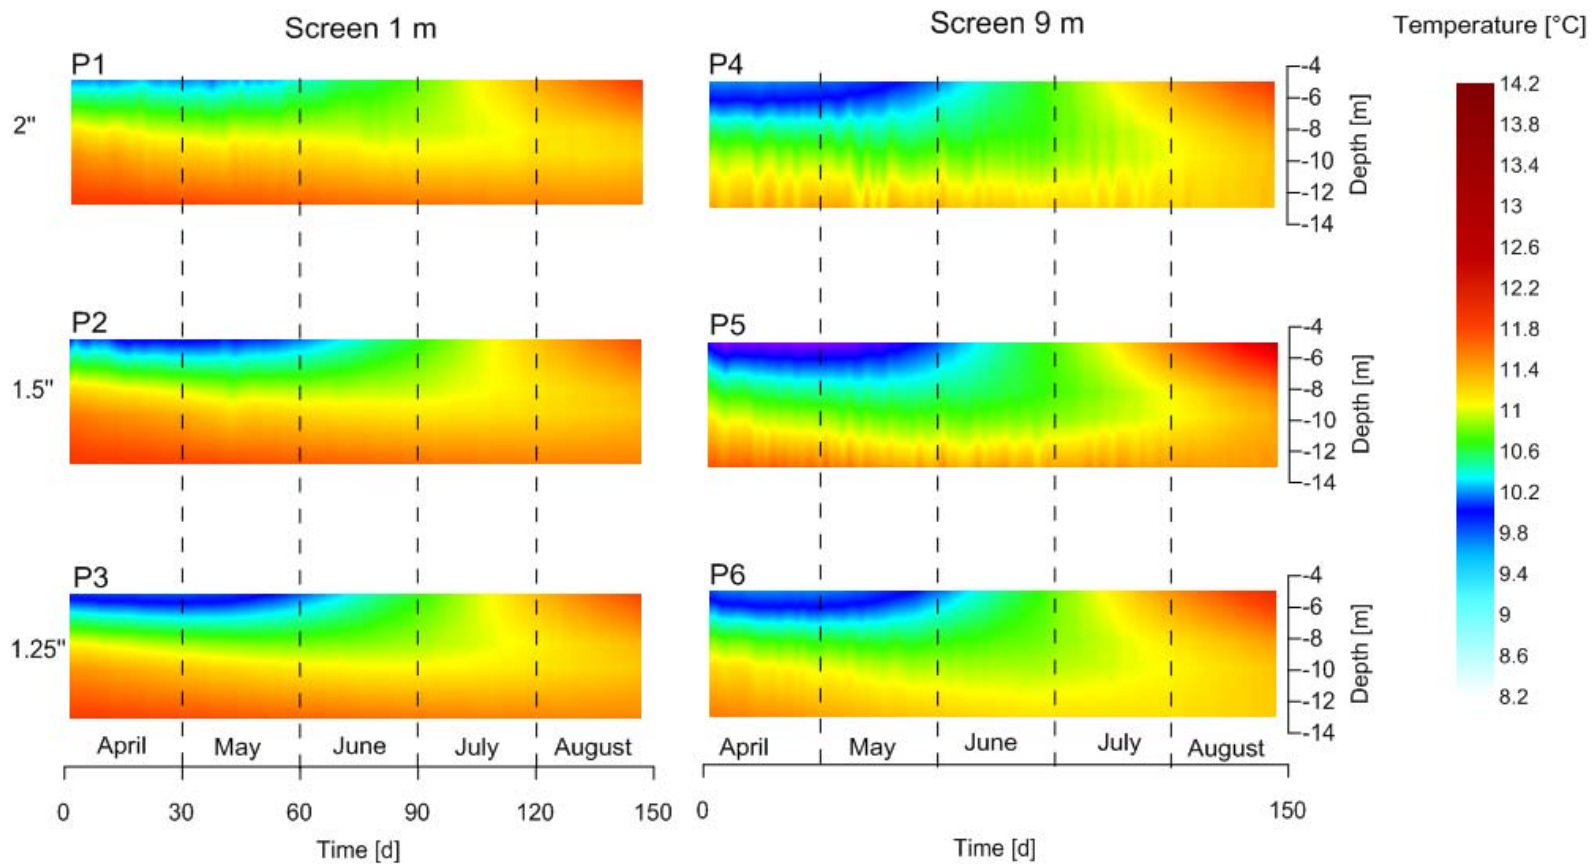 Screen 1 m
Screen 9 m
Temperature [°C]
P1
P4
2"
-4
-6
-8
-10
-12
-14
Depth [m]
P2
P5
1.5"
-4
-6
-8
-10
-12
-14
Depth [m]
P3
P6
1.25"
-4
-6
-8
-10
-12
-14
Depth [m]
14.2
13.8
13.4
13
12.6
12.2
11.8
11.4
11
10.6
10.2
9.8
9.4
9
8.6
8.2
April May June July August
April May June July August
0 30 60 90 120 150
0 150
Time [d]
Time [d]